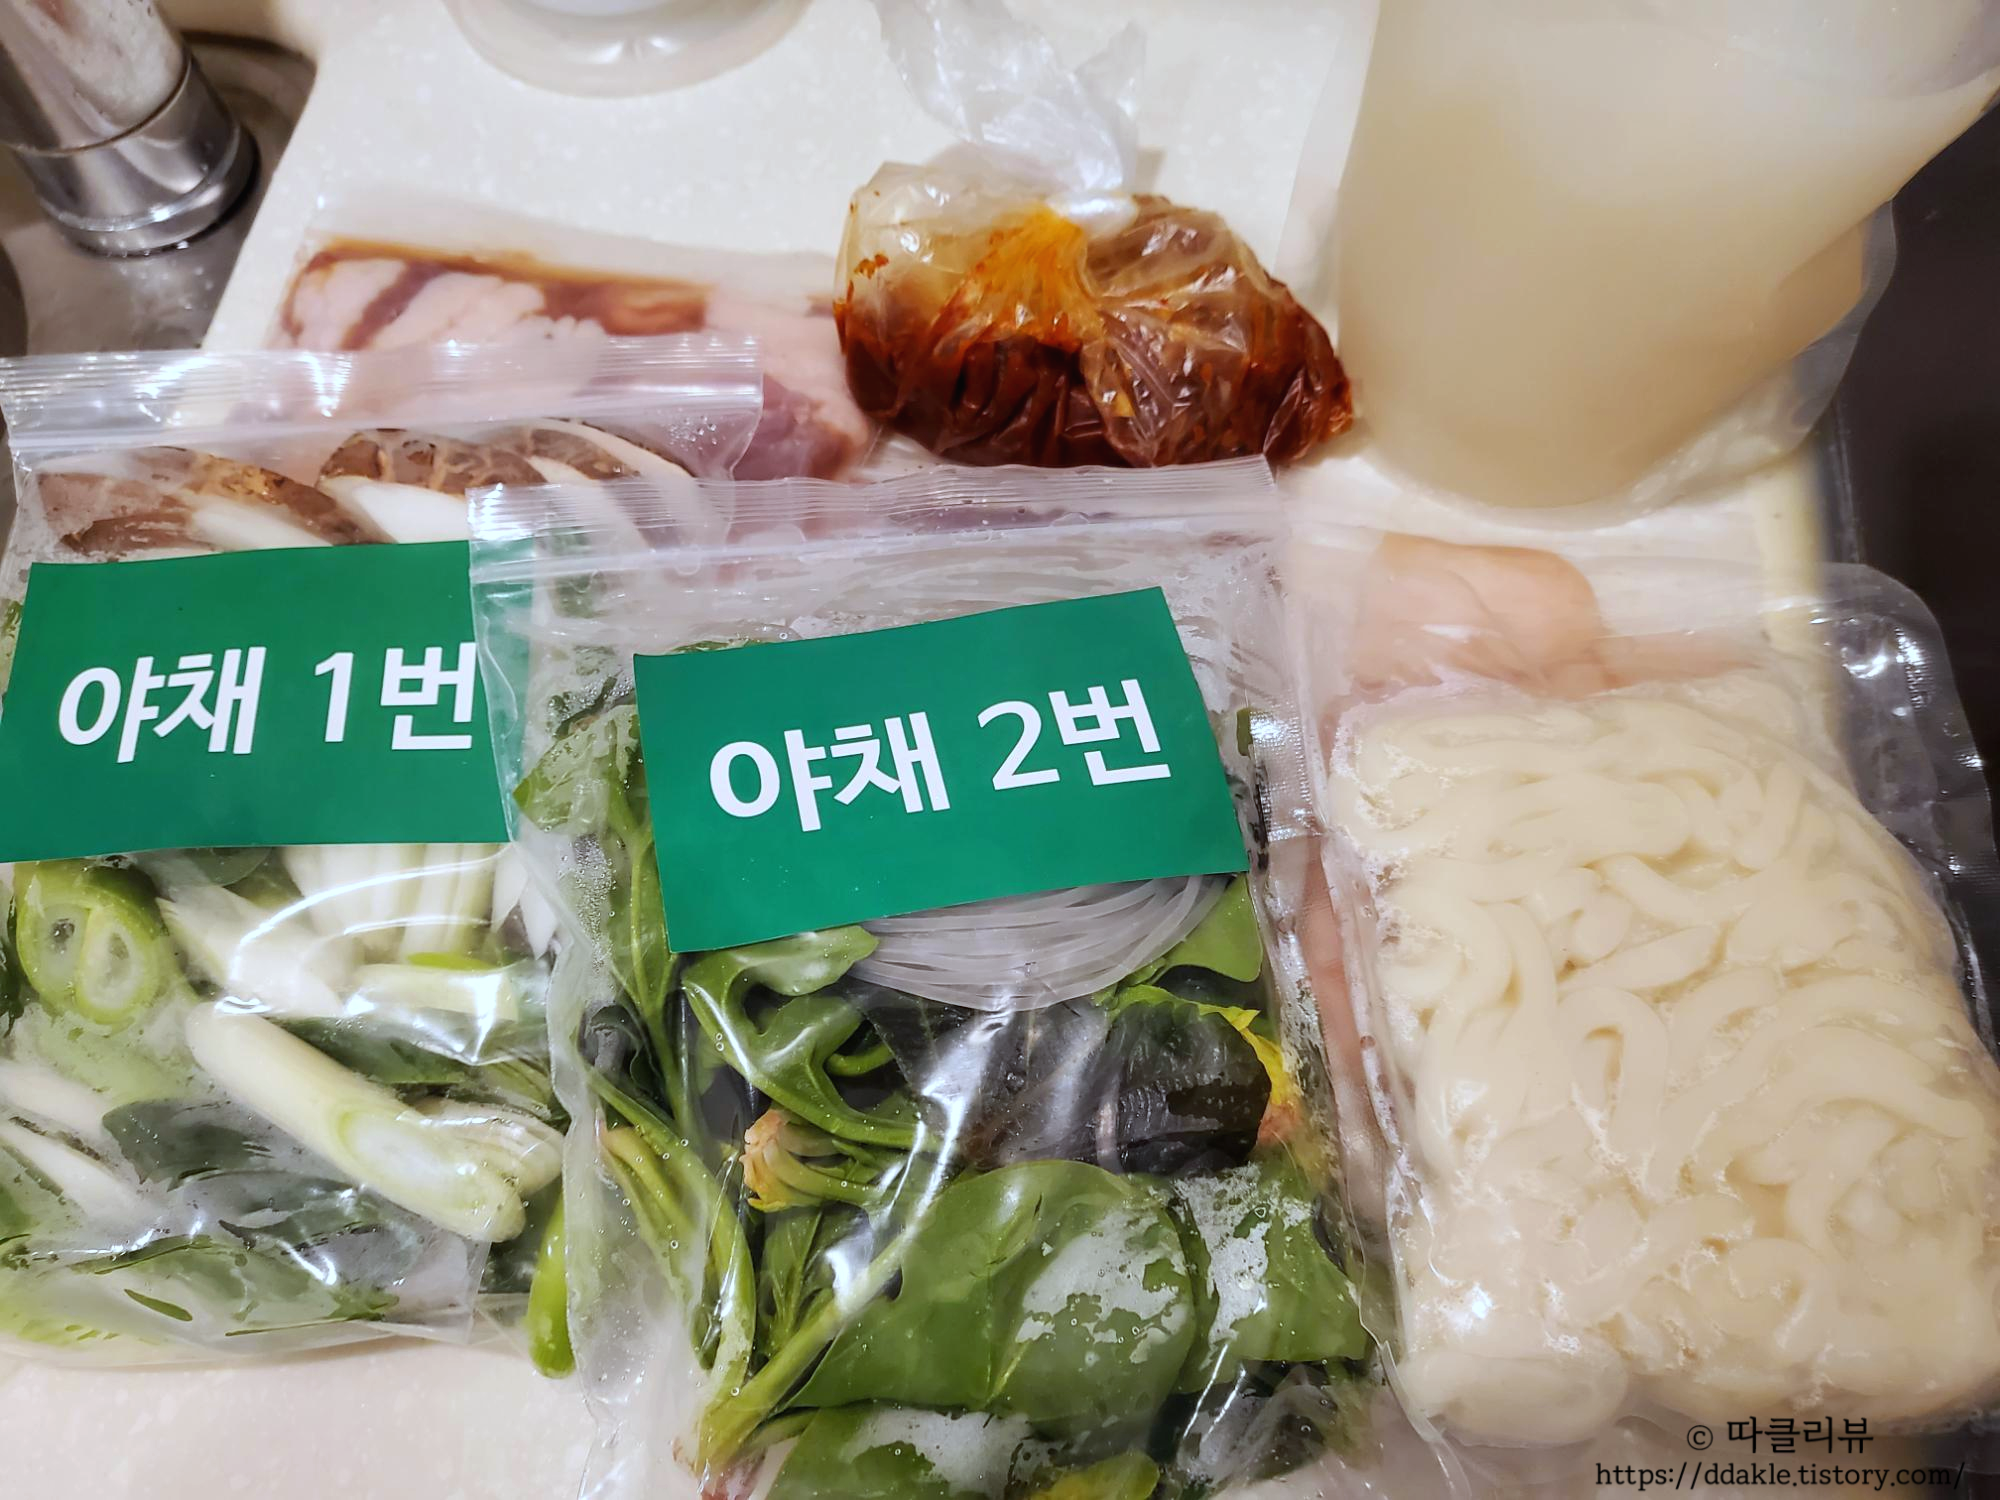 야채 1번
야채 2번
© 따클리뷰
https://ddakle.tistory.com/